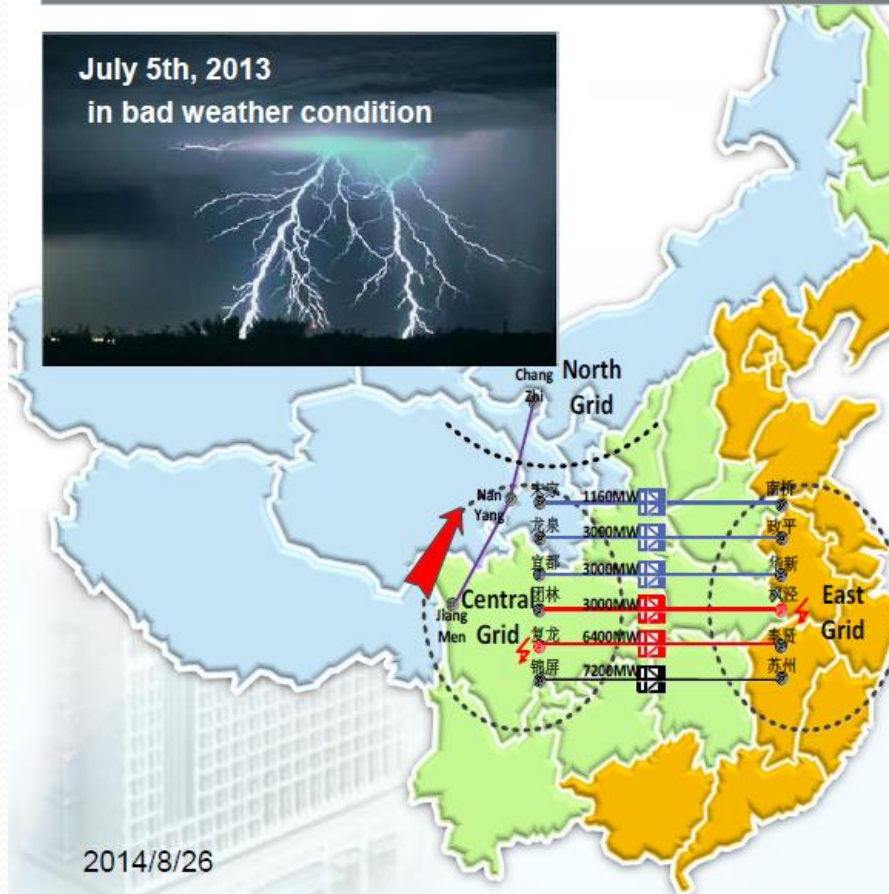 July 5th, 2013
in bad weather condition
Chang
Zhi
North
Grid
Nan
Yang
宋家
1160MW
南桥
龙泉
3000MW
政平
宜都
3000MW
华新
团林
3000MW
枫泾
Jiang
Men
Central
Grid
East
Grid
复龙
6400MW
奉贤
锦屏
7200MW
苏州
2014/8/26